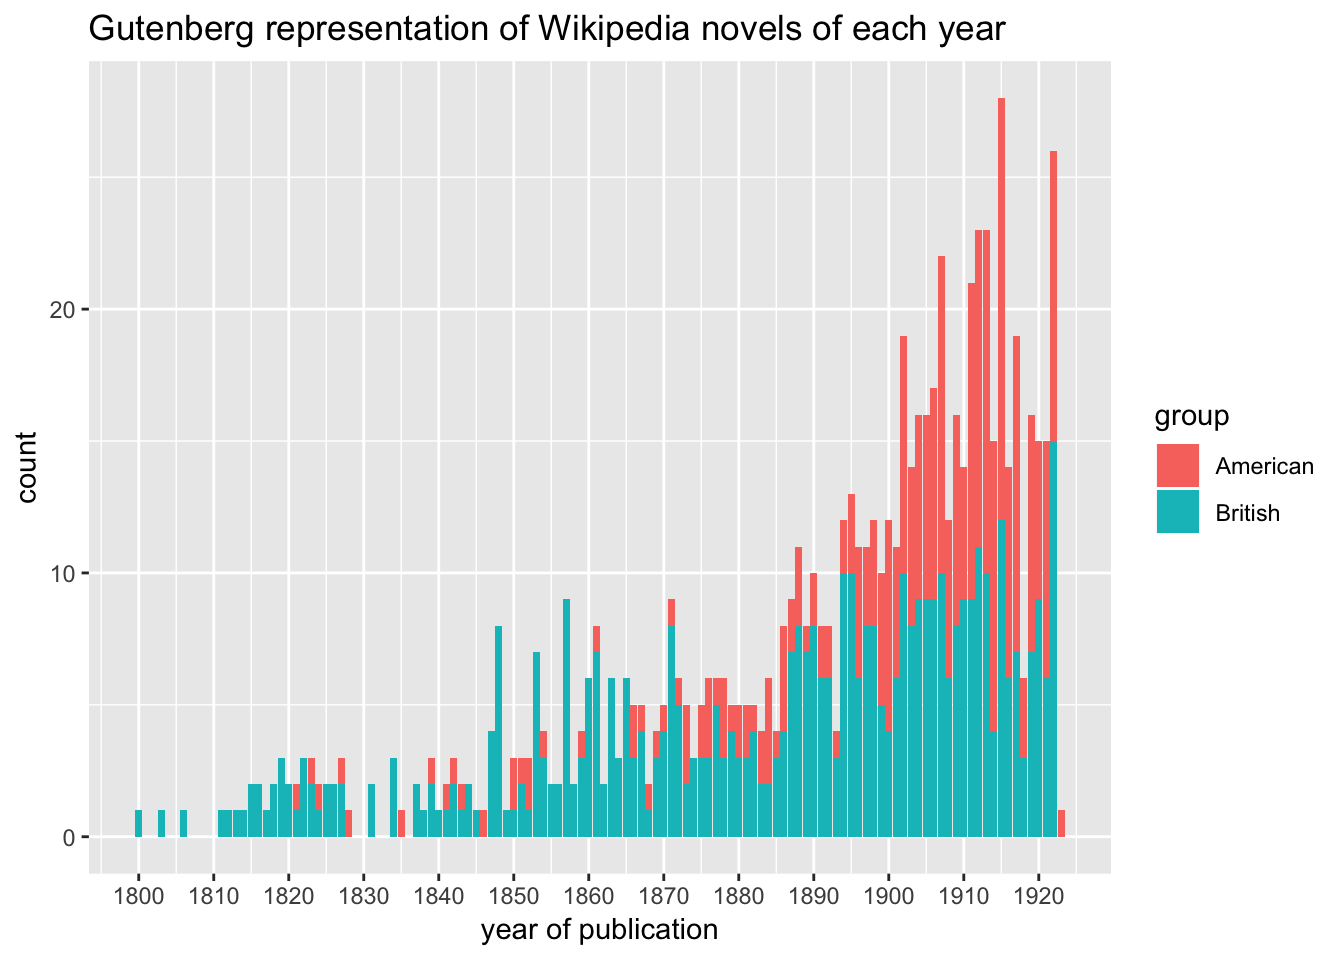 Gutenberg representation of Wikipedia novels of each year
count
20
10
0
1800 1810 1820 1830 1840 1850 1860 1870 1880 1890 1900 1910 1920
year of publication
group
American
British